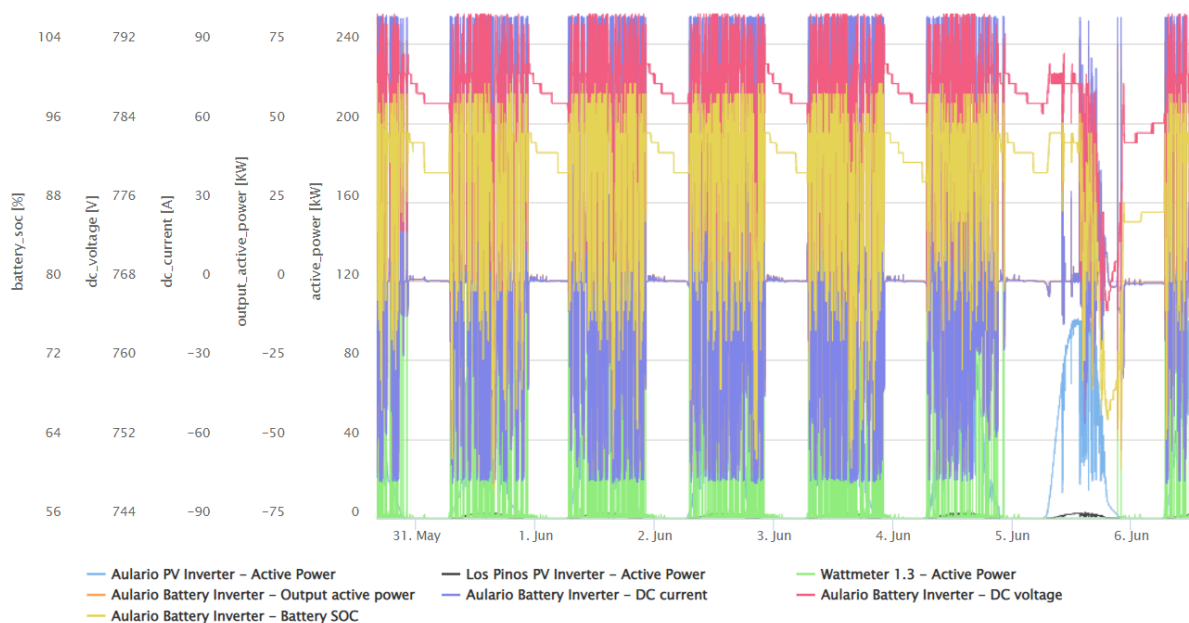 104 792 90 75 240
96 784 60 50 200
88 776 30 25 160
80 768 0 0 120
72 760 −30 −25 80
64 752 −60 −50 40
56 744 −90 −75 0
battery_soc [%]
dc_voltage [V]
dc_current [A]
output_active_power [kW]
active_power [kW]
31. May 1. Jun 2. Jun 3. Jun 4. Jun 5. Jun 6. Jun
Aulario PV Inverter – Active Power Los Pinos PV Inverter – Active Power Wattmeter 1.3 – Active Power
Aulario Battery Inverter – Output active power Aulario Battery Inverter – DC current Aulario Battery Inverter – DC voltage
Aulario Battery Inverter – Battery SOC